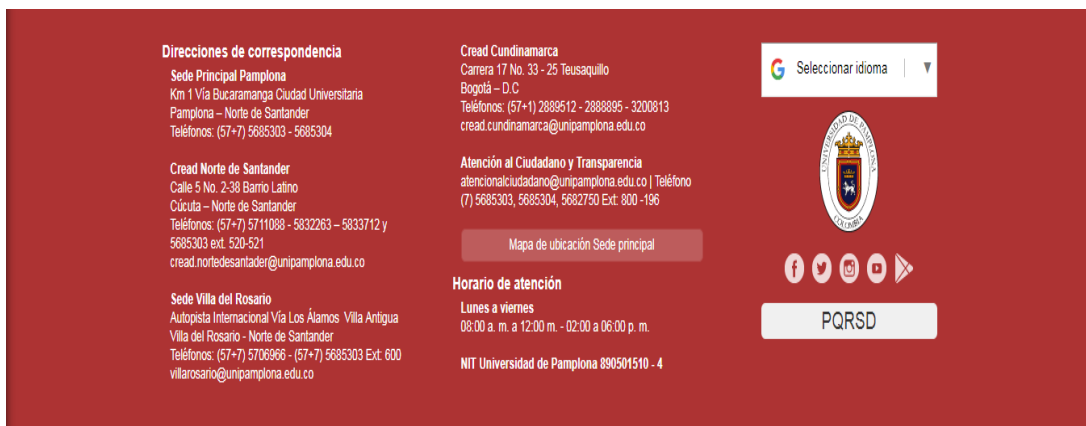 Direcciones de correspondencia
Sede Principal Pamplona
Km 1 Vía Bucaramanga Ciudad Universitaria
Pamplona – Norte de Santander
Teléfonos: (57+7) 5685303 - 5685304
Cread Norte de Santander
Calle 5 No. 2-38 Barrio Latino
Cúcuta – Norte de Santander
Teléfonos: (57+7) 5711088 - 5832263 – 5833712 y
5685303 ext. 520-521
cread.nortedesantader@unipamplona.edu.co
Sede Villa del Rosario
Autopista Internacional Vía Los Álamos Villa Antigua
Villa del Rosario - Norte de Santander
Teléfonos: (57+7) 5706966 - (57+7) 5685303 Ext: 600
villarosario@unipamplona.edu.co
Cread Cundinamarca
Carrera 17 No. 33 - 25 Teusaquillo
Bogotá – D.C
Teléfonos: (57+1) 2889512 - 2888895 - 3200813
cread.cundinamarca@unipamplona.edu.co
Atención al Ciudadano y Transparencia
atencionalciudadano@unipamplona.edu.co | Teléfono
(7) 5685303, 5685304, 5682750 Ext: 800 -196
Mapa de ubicación Sede principal
Horario de atención
Lunes a viernes
08:00 a. m. a 12:00 m. - 02:00 a 06:00 p. m.
NIT Universidad de Pamplona 890501510 - 4
G Seleccionar idioma
UNIVERSIDAD DE PAMPLONA
COLOMBIA
PQRSD